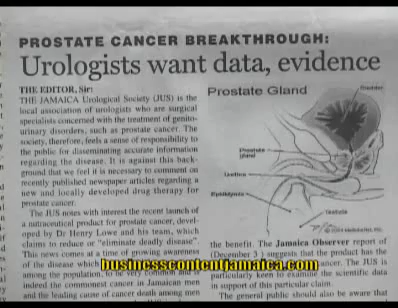 PROSTATE CANCER BREAKTHROUGH:
Urologists want data, evidence
THE EDITOR, Sir:
THE JAMAICA Urological Society (JUS) is the
local association of urologists who are surgical
specialists concerned with the treatment of genito-
urinary disorders, such as prostate cancer. The
society, therefore, feels a sense of responsibility to
the public for disseminating accurate information
regarding the disease. It is against this back-
ground that we feel it is necessary to comment on
recently published newspaper articles regarding a
new and locally developed drug therapy for
prostate cancer.
The JUS notes with interest the recent launch of
a nutraceutical product for prostate cancer, devel-
oped by Dr Henry Lowe and his team, which
claims to reduce or "eliminate deadly disease".
This news comes at a time of growing awareness
of the disease which
among the population, to be very common and is
indeed the commonest cancer in Jamaican men
and the leading cause of cancer death among men
Prostate Gland
Bladder
Prostate
gland
Urethra
Epididymis
Testicle
the benefit. The Jamaica Observer report of
(December 3) suggests that the product has the
cancer. The JUS is
particularly keen to examine the scientific data
in support of this particular claim.
The general public should also be aware that
businesscontentjamaica.com